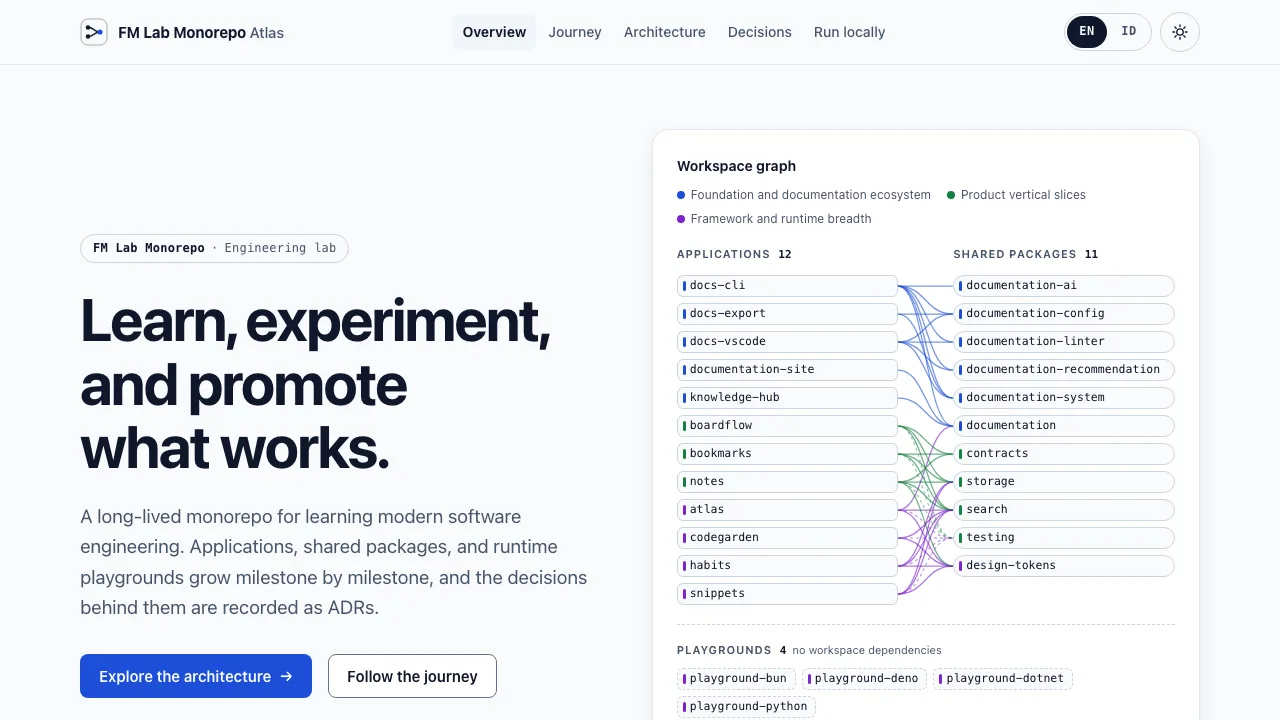 FM Lab Monorepo Atlas
Overview
Journey
Architecture
Decisions
Run locally
EN
ID
FM Lab Monorepo · Engineering lab
Learn, experiment,
and promote
what works.
A long-lived monorepo for learning modern software
engineering. Applications, shared packages, and runtime
playgrounds grow milestone by milestone, and the decisions
behind them are recorded as ADRs.
Explore the architecture →
Follow the journey
Workspace graph
Foundation and documentation ecosystem
Product vertical slices
Framework and runtime breadth
APPLICATIONS 12
docs-cli
docs-export
docs-vscode
documentation-site
knowledge-hub
boardflow
bookmarks
notes
atlas
codegarden
habits
snippets
SHARED PACKAGES 11
documentation-ai
documentation-config
documentation-linter
documentation-recommendation
documentation-system
documentation
contracts
storage
search
testing
design-tokens
PLAYGROUNDS 4 no workspace dependencies
playground-bun
playground-deno
playground-dotnet
playground-python